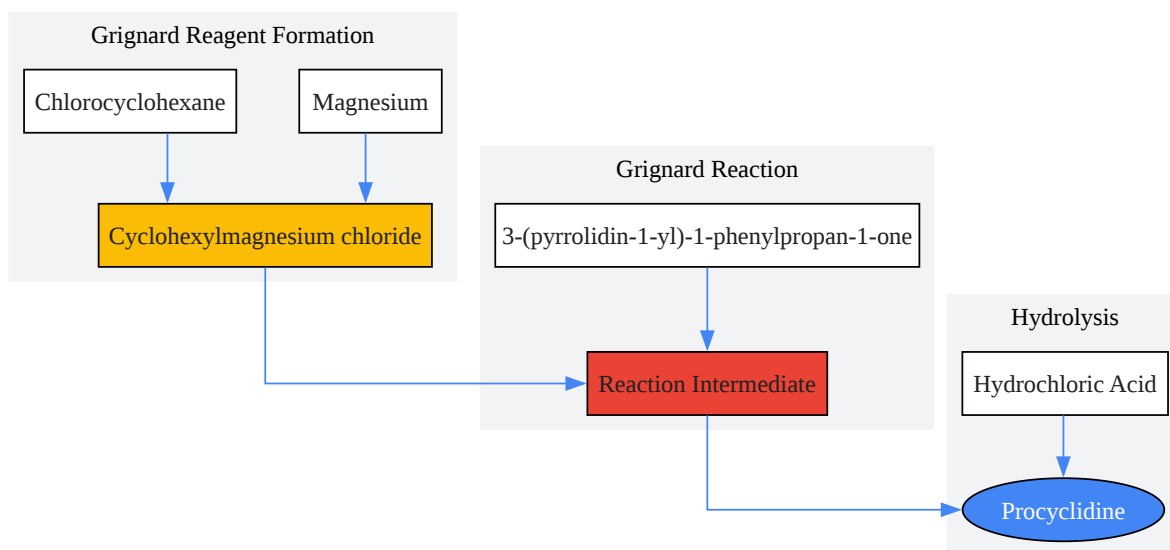 Grignard Reagent Formation
Chlorocyclohexane
Magnesium
Cyclohexylmagnesium chloride
Grignard Reaction
3-(pyrrolidin-1-yl)-1-phenylpropan-1-one
Reaction Intermediate
Hydrolysis
Hydrochloric Acid
Procyclidine